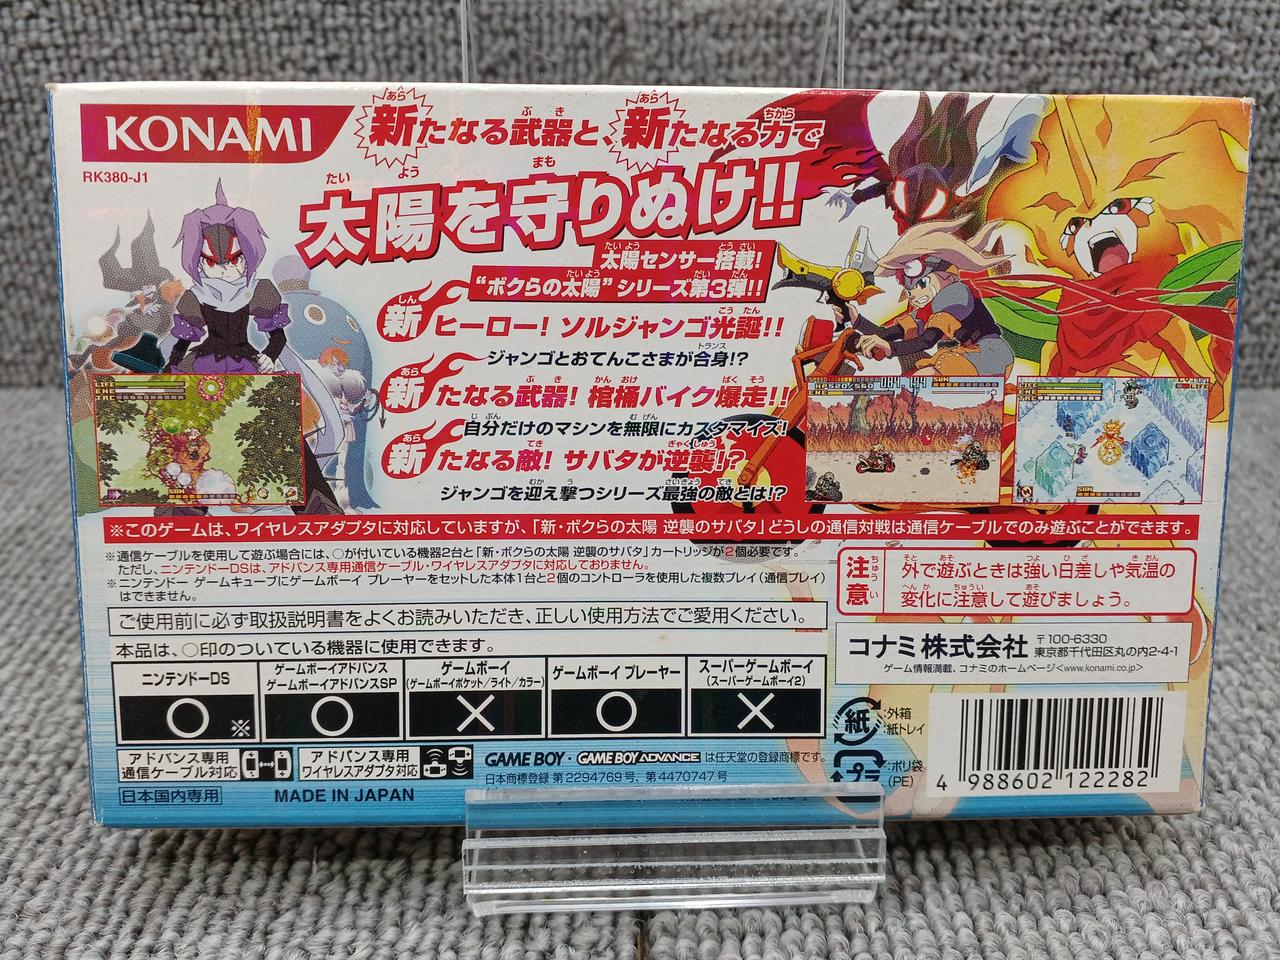 KONAMI
RK380-J1
新たなる武器と、新たなる力で
太陽を守りぬけ!!
太陽センサー搭載!
“ボクらの太陽”シリーズ第3弾!!
新ヒーロー! ソルジャンゴ光誕!!
ジャンゴとおてんこさまが合身!?
新たなる武器! 棺桶バイク爆走!!
自分だけのマシンを無限にカスタマイズ!
新たなる敵! サバタが逆襲!?
ジャンゴを迎え撃つシリーズ最強の敵とは!?
LIFE
ENE
TRC
SUN
SPEED
HP520/560
ENE
SUN
LIFE
SUN
※このゲームは、ワイヤレスアダプタに対応していますが、「新・ボクらの太陽 逆襲のサバタ」どうしの通信対戦は通信ケーブルでのみ遊ぶことができます。
※通信ケーブルを使用して遊ぶ場合には、○が付いている機器2台と「新・ボクらの太陽 逆襲のサバタ」カートリッジが2個必要です。
ただし、ニンテンドーDSは、アドバンス専用通信ケーブル・ワイヤレスアダプタに対応しておりません。
※ニンテンドー ゲームキューブにゲームボーイ プレーヤーをセットした本体1台と2個のコントローラを使用した複数プレイ(通信プレイ)
はできません。
注意
外で遊ぶときは強い日差しや気温の
変化に注意して遊びましょう。
ご使用前に必ず取扱説明書をよくお読みいただき、正しい使用方法でご愛用ください。
本品は、○印のついている機器に使用できます。
ニンテンドーDS
ゲームボーイアドバンス
ゲームボーイアドバンスSP
ゲームボーイ
(ゲームボーイポケット/ライト/カラー)
ゲームボーイ プレーヤー
スーパーゲームボーイ
(スーパーゲームボーイ2)
○※
○
×
○
×
コナミ株式会社
〒100-6330
東京都千代田区丸の内2-4-1
ゲーム情報満載、コナミのホームページ<www.konami.co.jp>
紙
:外箱
:紙トレイ
プラ
:ポリ袋
(PE)
アドバンス専用
通信ケーブル対応
アドバンス専用
ワイヤレスアダプタ対応
GAME BOY・GAME BOY ADVANCE は任天堂の登録商標です。
日本商標登録 第2294769号、第4470747号
日本国内専用
MADE IN JAPAN
4 988602 122282